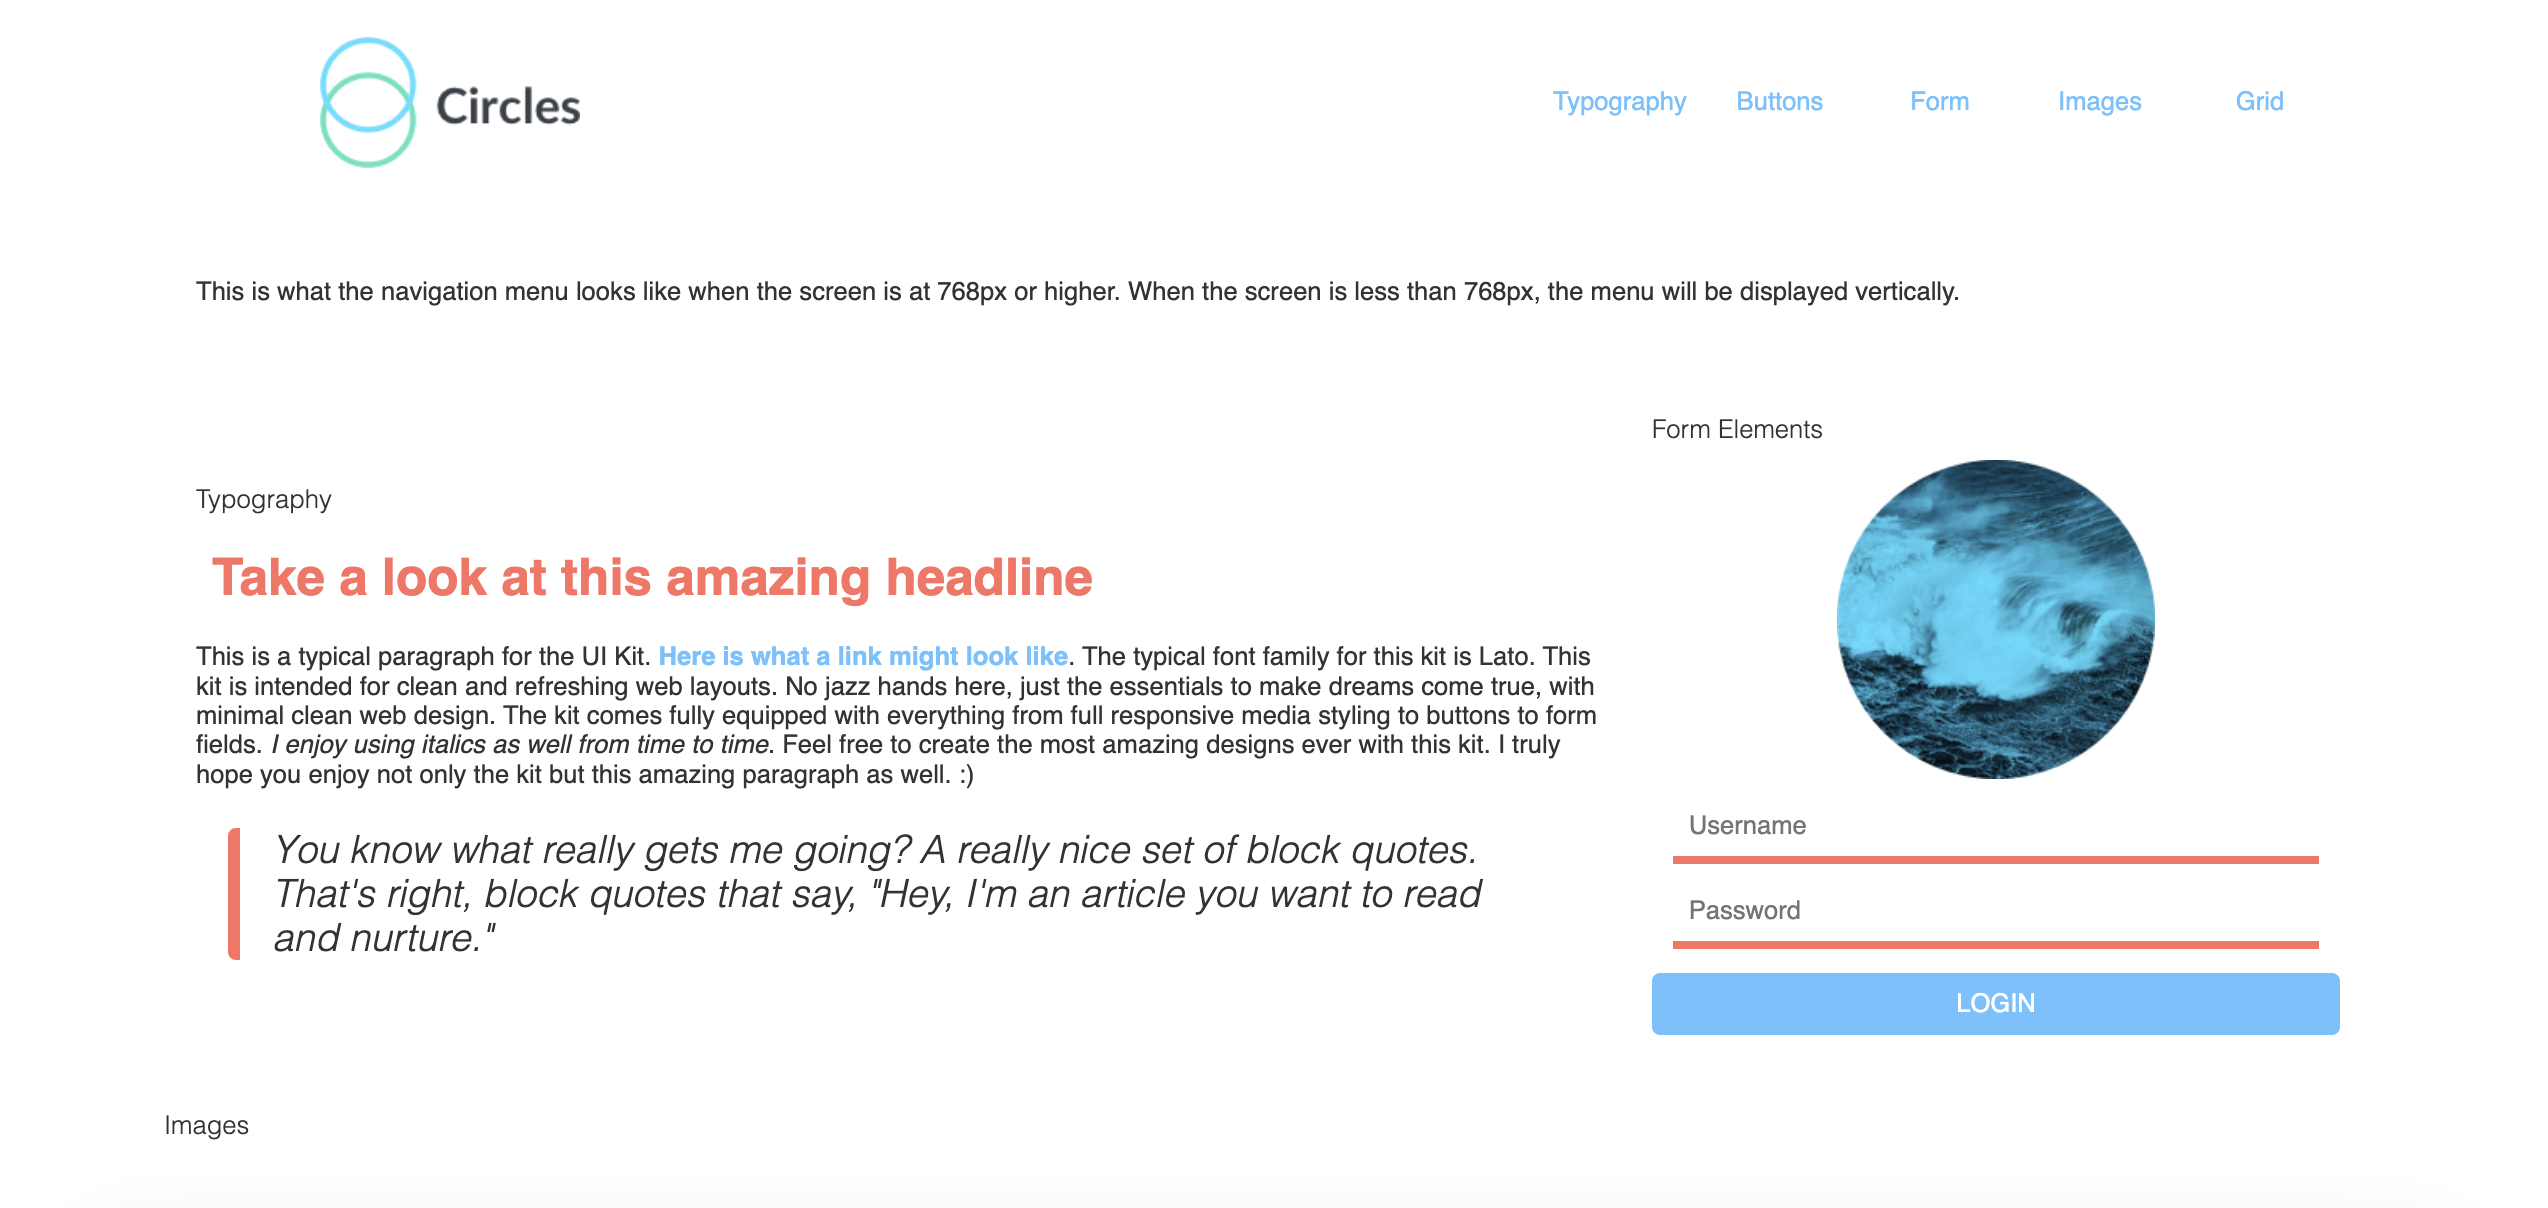 Circles
Typography Buttons Form Images Grid
This is what the navigation menu looks like when the screen is at 768px or higher. When the screen is less than 768px, the menu will be displayed vertically.
Typography
Take a look at this amazing headline
This is a typical paragraph for the UI Kit. Here is what a link might look like. The typical font family for this kit is Lato. This
kit is intended for clean and refreshing web layouts. No jazz hands here, just the essentials to make dreams come true, with
minimal clean web design. The kit comes fully equipped with everything from full responsive media styling to buttons to form
fields. I enjoy using italics as well from time to time. Feel free to create the most amazing designs ever with this kit. I truly
hope you enjoy not only the kit but this amazing paragraph as well. :)
You know what really gets me going? A really nice set of block quotes.
That's right, block quotes that say, "Hey, I'm an article you want to read
and nurture."
Form Elements
Username
Password
LOGIN
Images